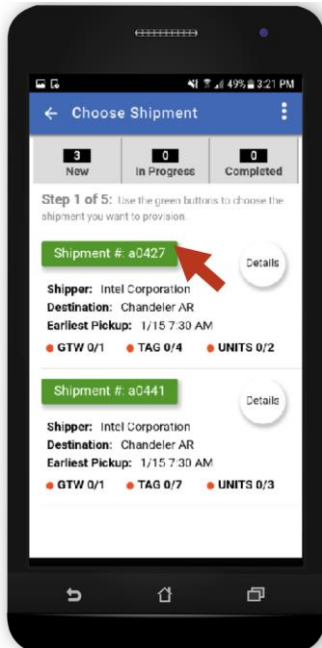 49% 3:21 PM
Choose Shipment
3 0 0
New In Progress Completed
Step 1 of 5: Use the green buttons to choose the
shipment you want to provision.
Shipment #: a0427
Details
Shipper: Intel Corporation
Destination: Chandeler AR
Earliest Pickup: 1/15 7:30 AM
GTW 0/1 TAG 0/4 UNITS 0/2
Shipment #: a0441
Details
Shipper: Intel Corporation
Destination: Chandeler AR
Earliest Pickup: 1/15 7:30 AM
GTW 0/1 TAG 0/7 UNITS 0/3